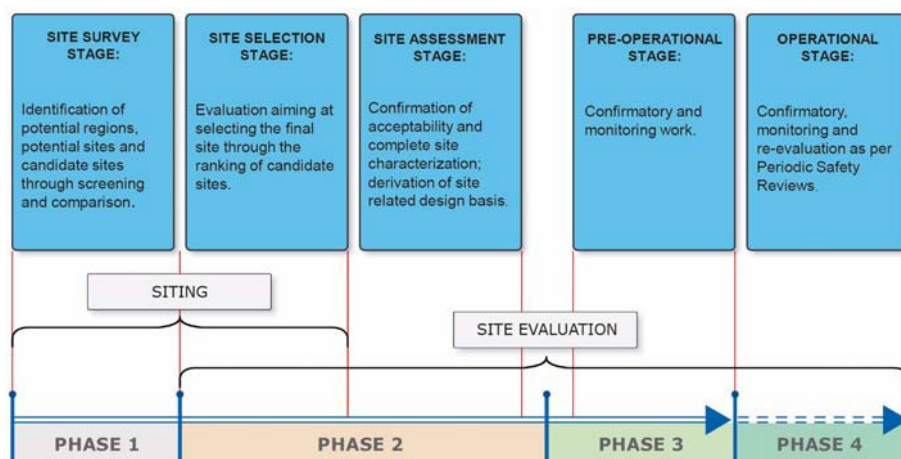 SITE SURVEY
STAGE:
Identification of
potential regions,
potential sites and
candidate sites
through screening
and comparison.
SITE SELECTION
STAGE:
Evaluation aiming at
selecting the final
site through the
ranking of candidate
sites.
SITE ASSESSMENT
STAGE:
Confirmation of
acceptability and
complete site
characterization;
derivation of site
related design basis.
PRE-OPERATIONAL
STAGE:
Confirmatory and
monitoring work.
OPERATIONAL
STAGE:
Confirmatory,
monitoring and
re-evaluation as per
Periodic Safety
Reviews.
SITING
SITE EVALUATION
PHASE 1
PHASE 2
PHASE 3
PHASE 4